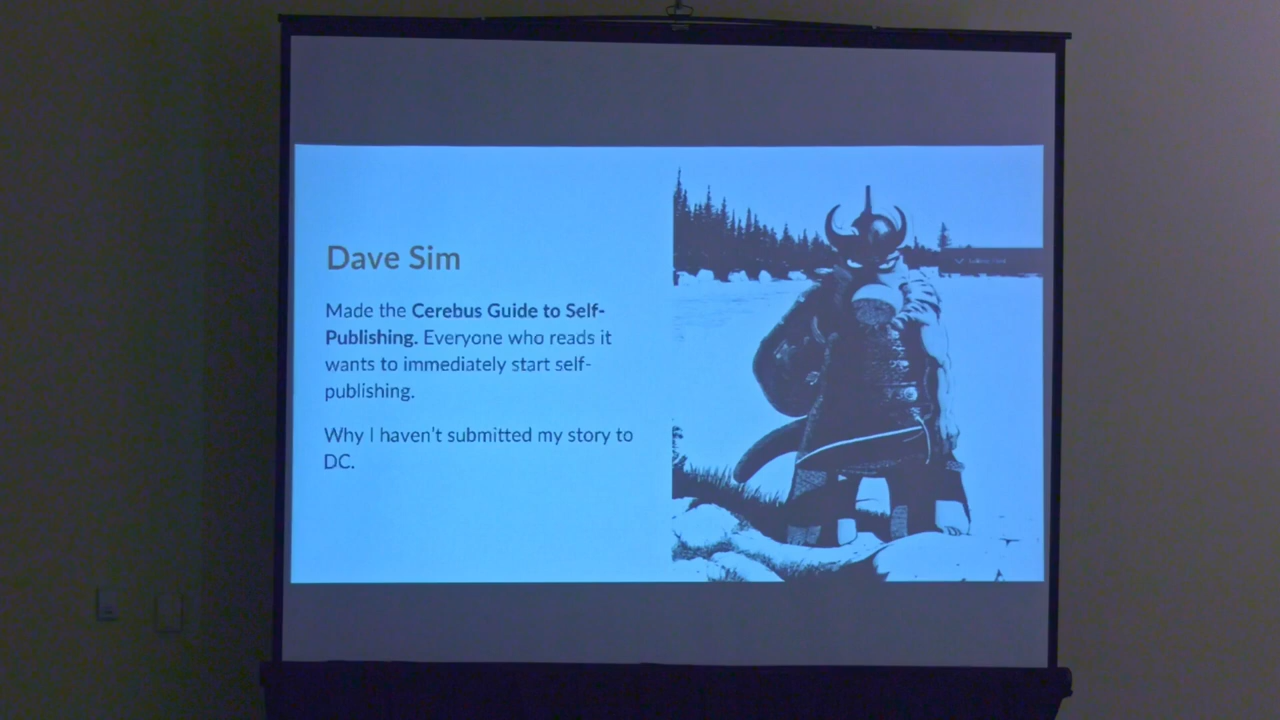 Dave Sim
Made the Cerebus Guide to Self-
Publishing. Everyone who reads it
wants to immediately start self-
publishing.
Why I haven't submitted my story to
DC.